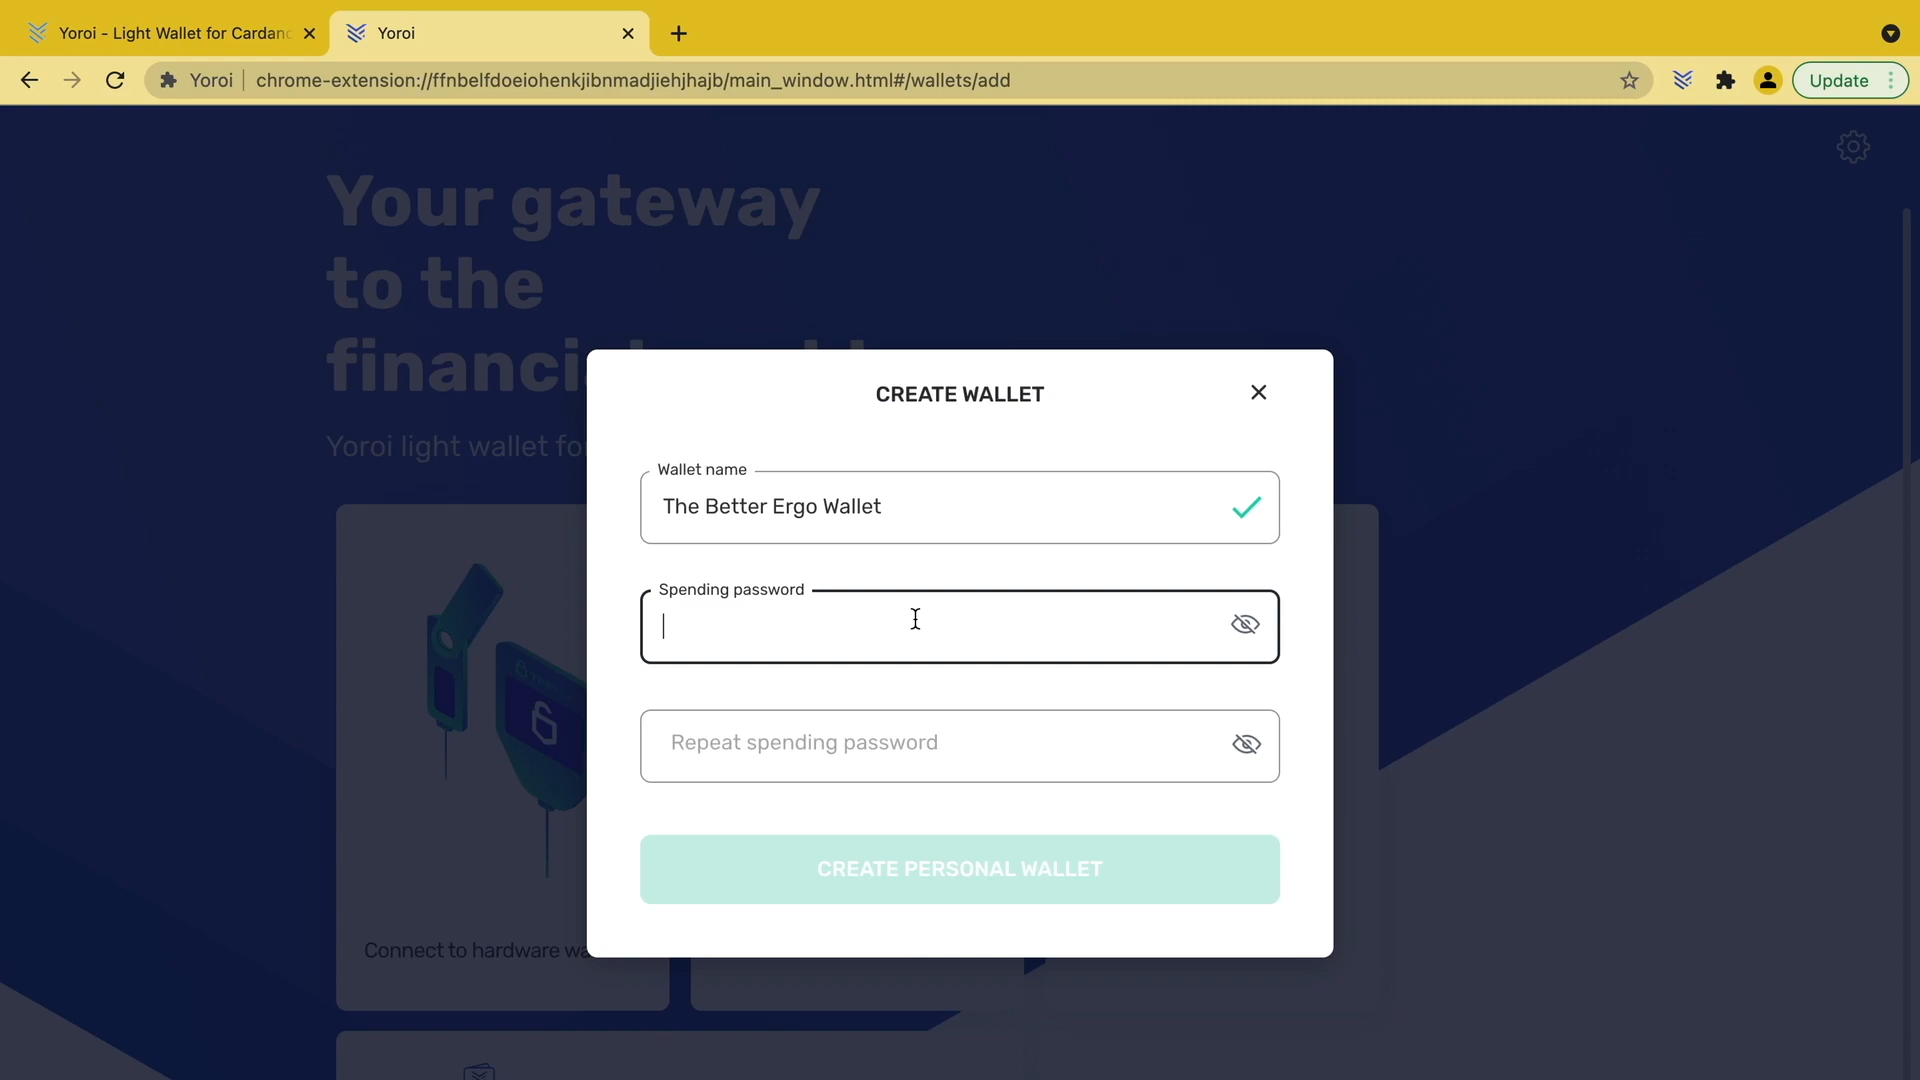 Yoroi - Light Wallet for Cardano
Yoroi
Yoroi
chrome-extension://ffnbelfdoeiohenkjibnmadjiehjhajb/main_window.html#/wallets/add
Update
Your gateway
to the
financi
Yoroi light wallet for
CREATE WALLET
Wallet name
The Better Ergo Wallet
Spending password
Repeat spending password
CREATE PERSONAL WALLET
Connect to hardware wa